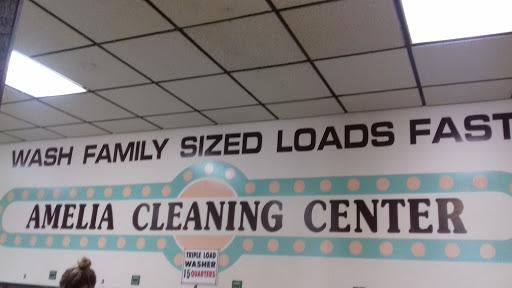 WASH FAMILY SIZED LOADS FAST
AMELIA CLEANING CENTER
TRIPLE LOAD
WASHER
QUARTERS